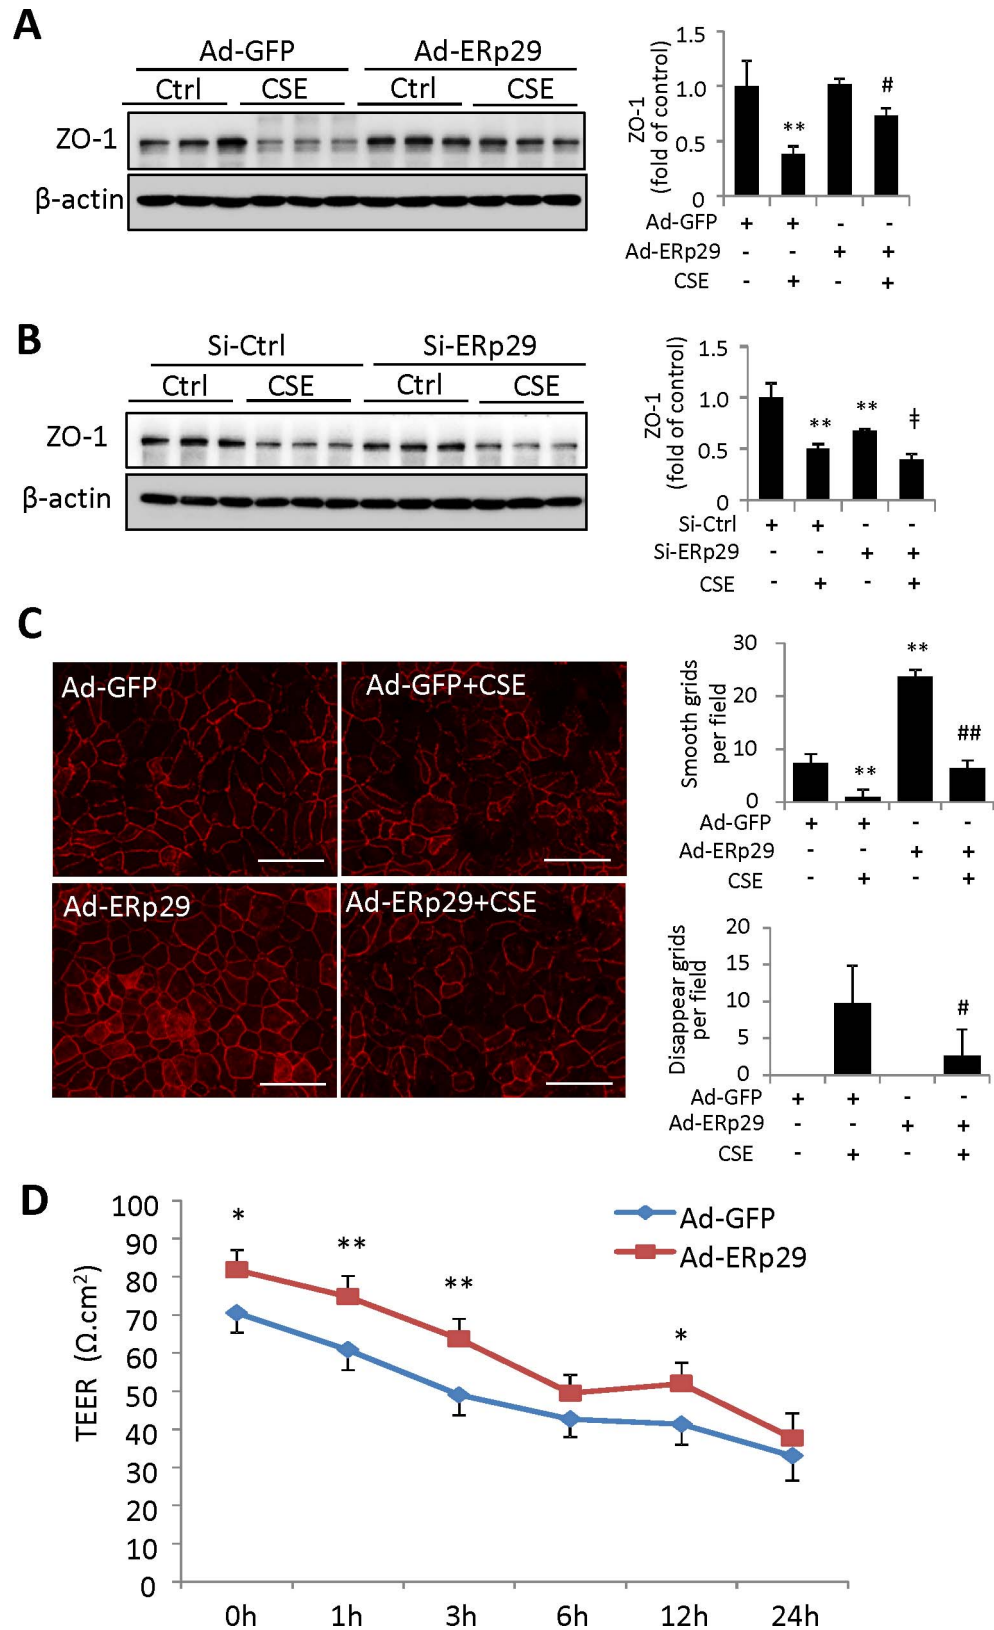 A
Ad-GFP Ad-ERp29
Ctrl CSE Ctrl CSE
ZO-1
β-actin
ZO-1
(fold of control)
1.5
1.0
0.5
0
** #
Ad-GFP + + - -
Ad-ERp29 - - + +
CSE - + - +
B
Si-Ctrl Si-ERp29
Ctrl CSE Ctrl CSE
ZO-1
β-actin
ZO-1
(fold of control)
1.5
1.0
0.5
0
** ** ‡
Si-Ctrl + + - -
Si-ERp29 - - + +
CSE - + - +
C
Ad-GFP Ad-GFP+CSE
Ad-ERp29 Ad-ERp29+CSE
Smooth grids
per field
30
20
10
0
** ** ##
Ad-GFP + + - -
Ad-ERp29 - - + +
CSE - + - +
Disappear grids
per field
20
15
10
5
0
#
Ad-GFP + + - -
Ad-ERp29 - - + +
CSE - + - +
D
TEER (Ω.cm²)
100
90
80
70
60
50
40
30
20
10
0
* ** ** *
Ad-GFP
Ad-ERp29
0h 1h 3h 6h 12h 24h